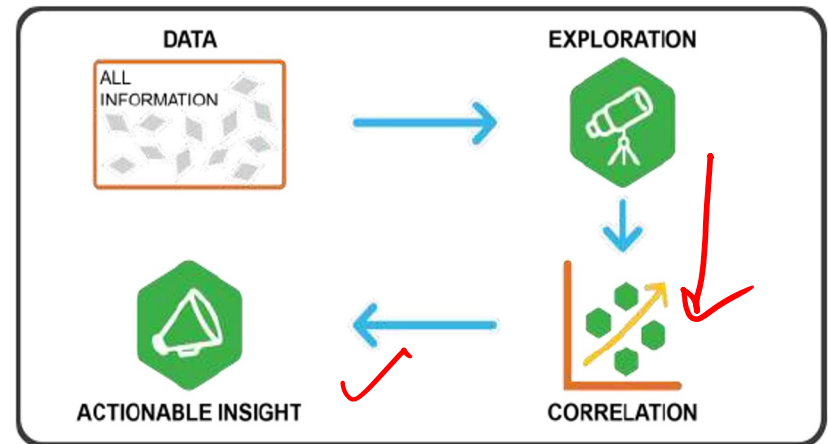 DATA
ALL
INFORMATION
EXPLORATION
ACTIONABLE INSIGHT
CORRELATION